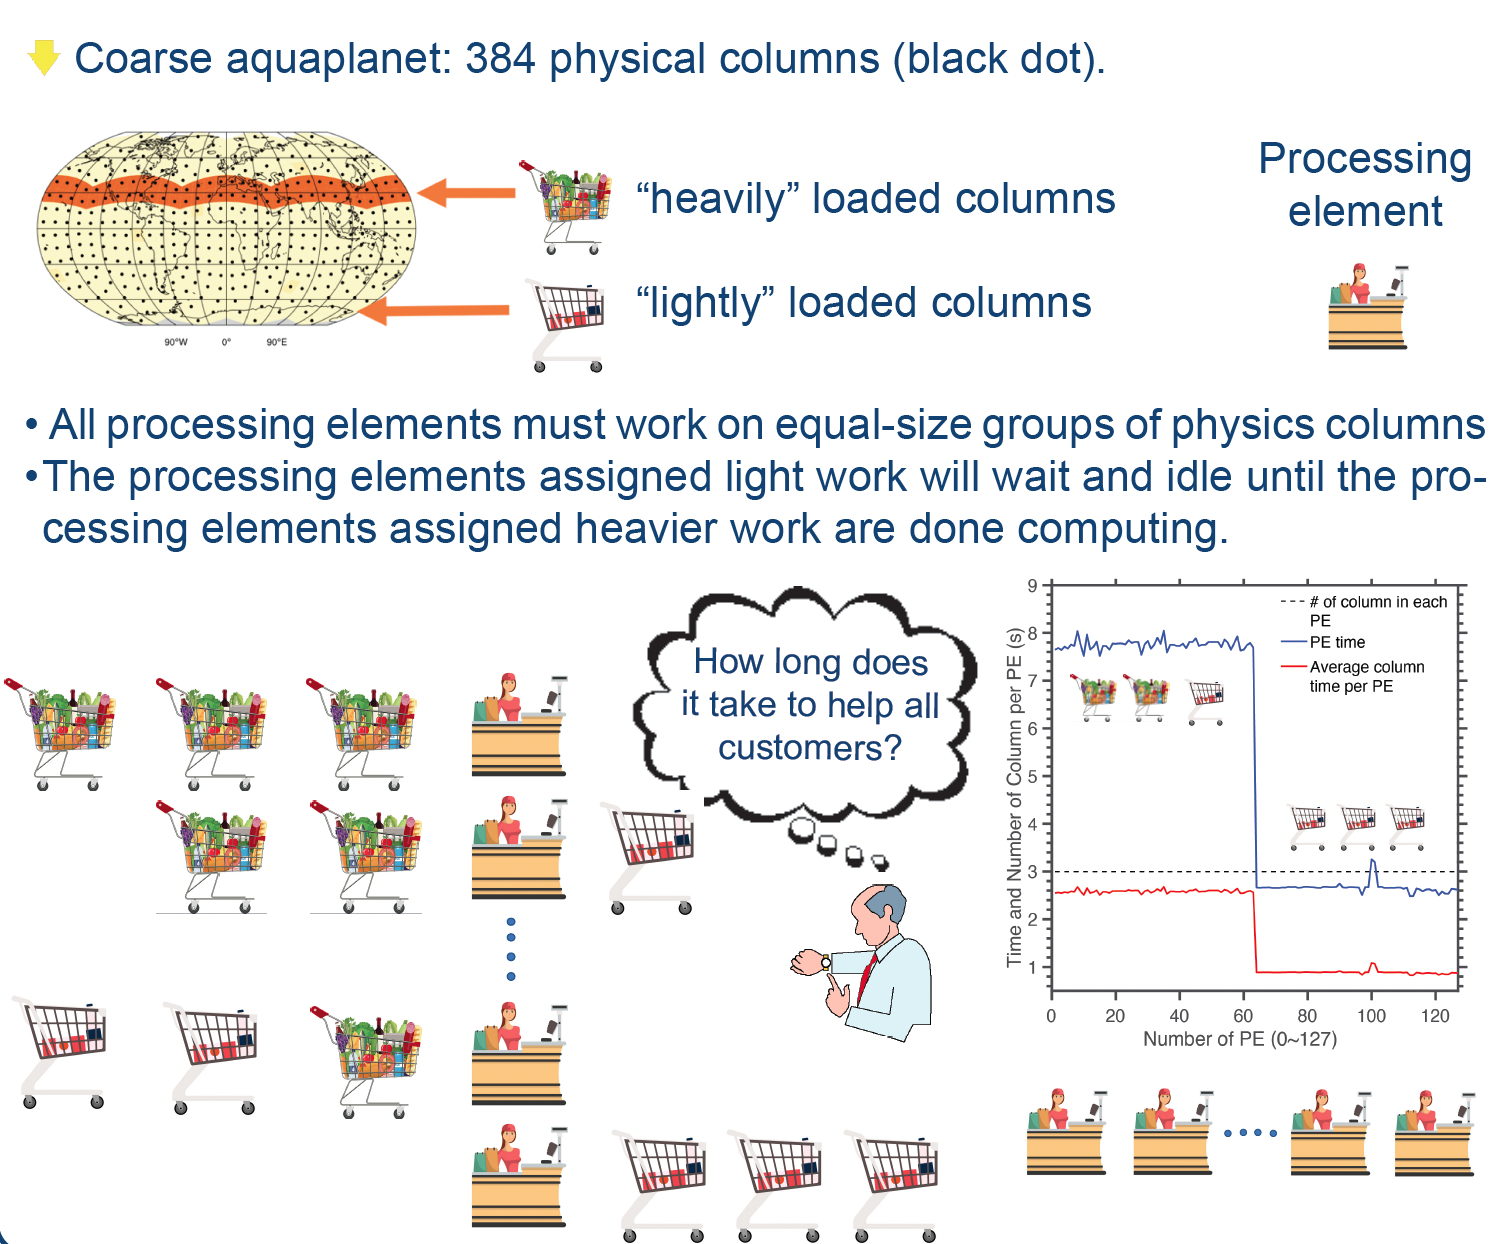 Coarse aquaplanet: 384 physical columns (black dot).
90°W 0° 90°E
“heavily” loaded columns
“lightly” loaded columns
Processing
element
• All processing elements must work on equal-size groups of physics columns
• The processing elements assigned light work will wait and idle until the pro-
cessing elements assigned heavier work are done computing.
How long does
it take to help all
customers?
Time and Number of Column per PE (s)
9
8
7
6
5
4
3
2
1
# of column in each
PE
PE time
Average column
time per PE
0 20 40 60 80 100 120
Number of PE (0~127)